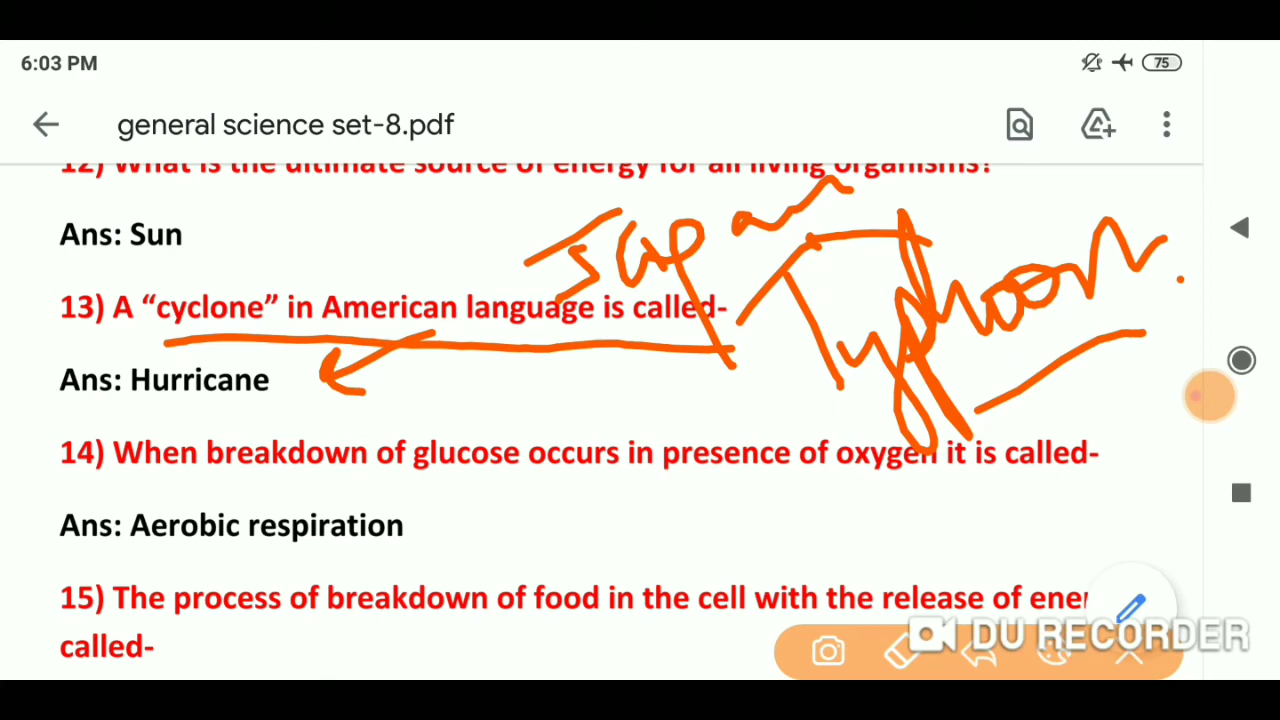 6:03 PM
75
general science set-8.pdf
12) What is the ultimate source of energy for all living organisms?
Ans: Sun
Japan
13) A “cyclone” in American language is called-
Typhoon.
Ans: Hurricane
14) When breakdown of glucose occurs in presence of oxygen it is called-
Ans: Aerobic respiration
15) The process of breakdown of food in the cell with the release of ener
called-
DU RECORDER